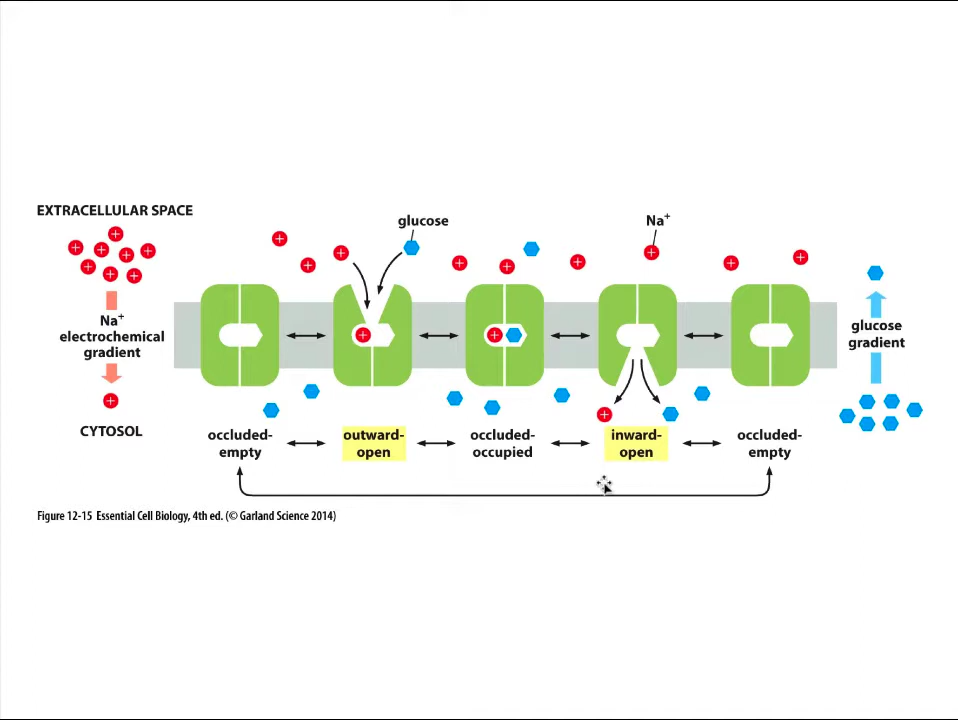 EXTRACELLULAR SPACE
glucose
Na⁺
Na⁺
electrochemical
gradient
glucose
gradient
CYTOSOL
occluded-
empty
outward-
open
occluded-
occupied
inward-
open
occluded-
empty
Figure 12-15 Essential Cell Biology, 4th ed. (© Garland Science 2014)